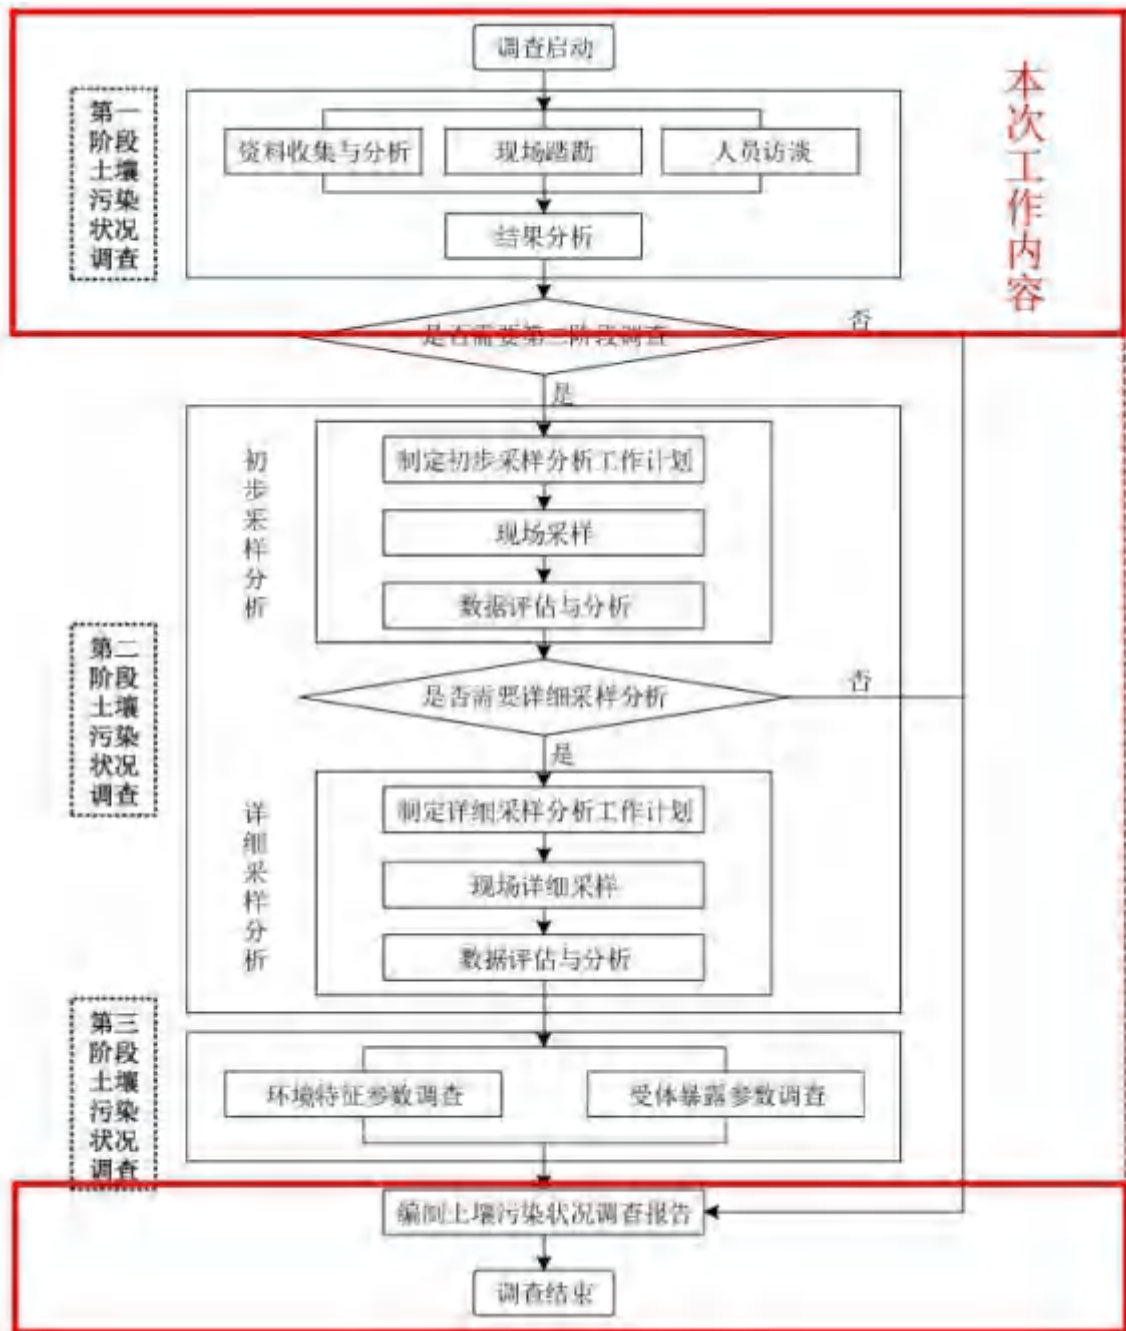 调查启动
本次工作内容
第一
阶段
土壤
污染
状况
调查
资料收集与分析
现场踏勘
人员访谈
结果分析
是否需要第二阶段调查
否
是
初步采样分析
制定初步采样分析工作计划
现场采样
数据评估与分析
第二
阶段
土壤
污染
状况
调查
是否需要详细采样分析
否
是
详细采样分析
制定详细采样分析工作计划
现场详细采样
数据评估与分析
第三
阶段
土壤
污染
状况
调查
环境特征参数调查
受体暴露参数调查
编制土壤污染状况调查报告
调查结束